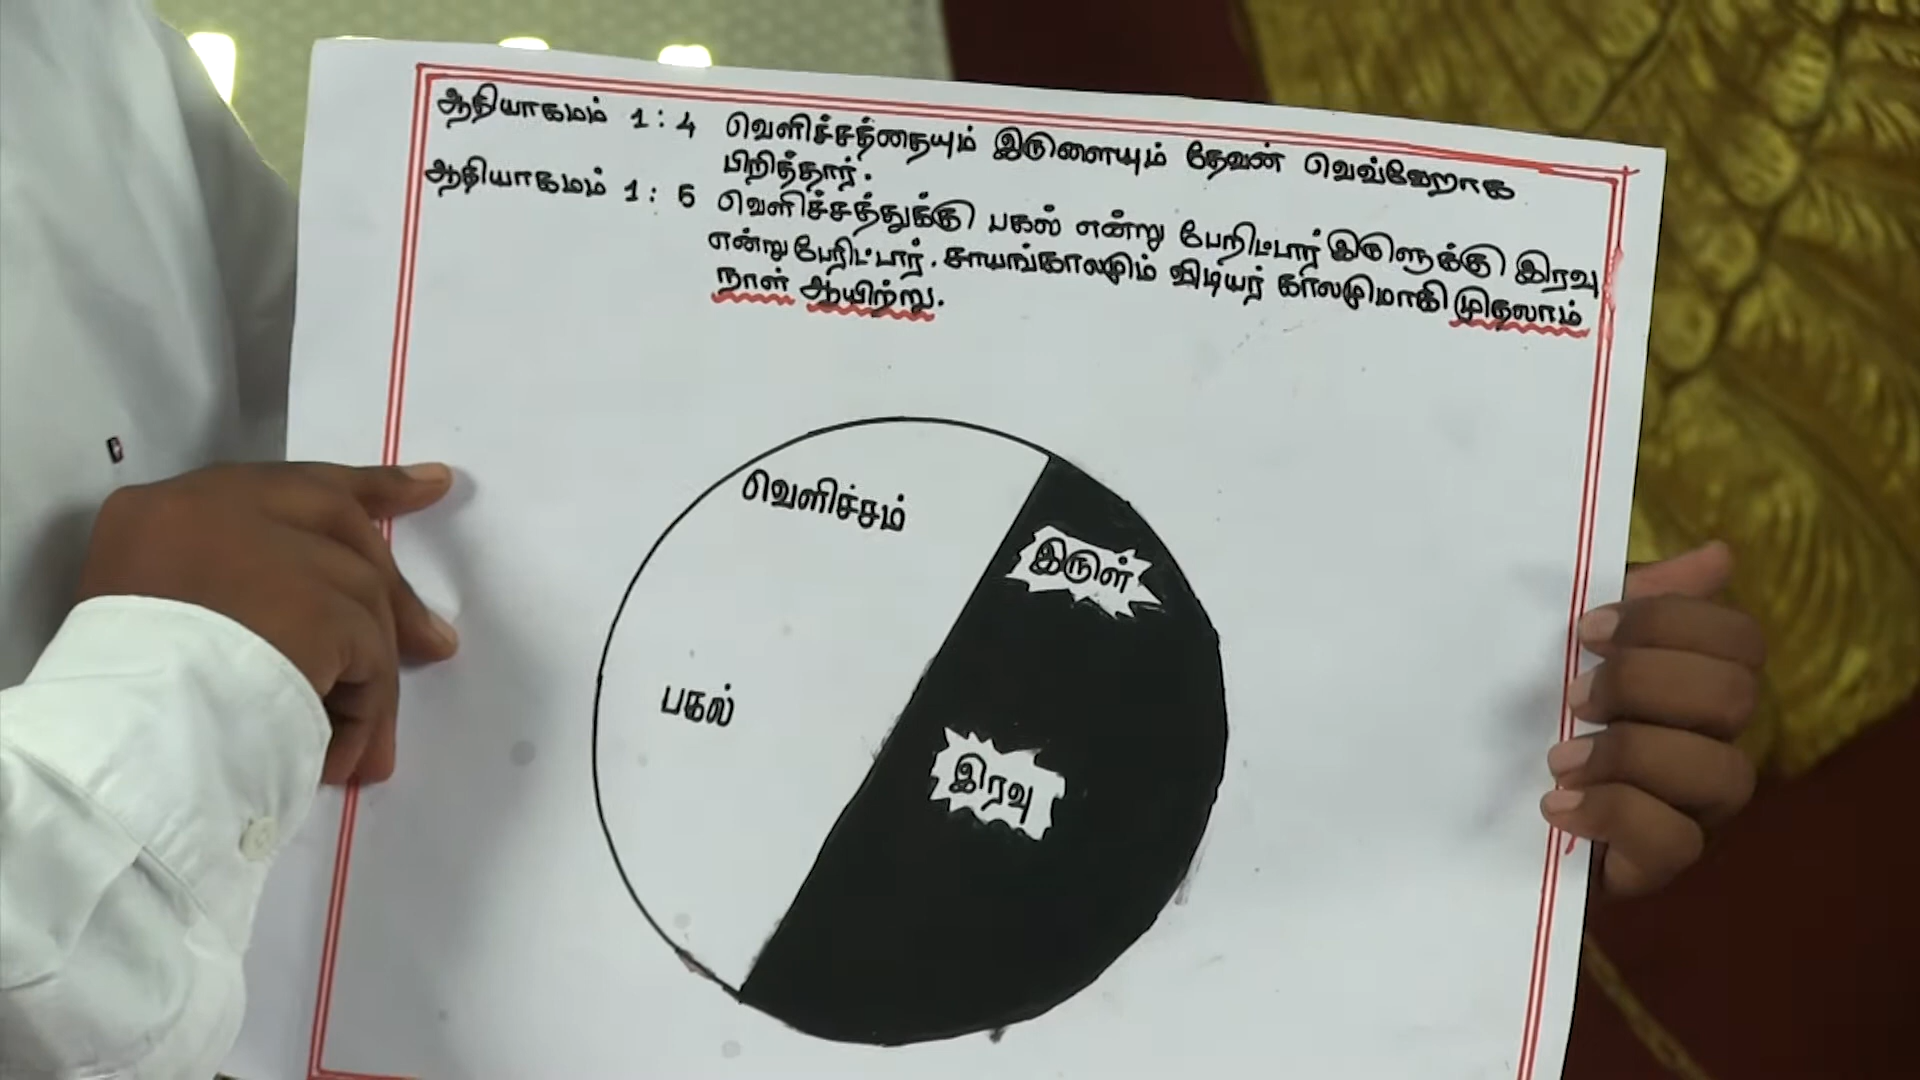 ஆதியாகமம் 1 : 4 வெளிச்சத்தையும் இருளையும் தேவன் வெவ்வேறாக
பிறித்தார்.
ஆதியாகமம் 1 : 5 வெளிச்சத்துக்கு பகல் என்று பேறிட்டார் இருளுக்கு இரவு
என்று பேரிட்டார். சாயங்காலமும் விடியர் காலமுமாகி முதலாம்
நாள் ஆயிற்று.
வெளிச்சம்
இருள்
பகல்
இரவு